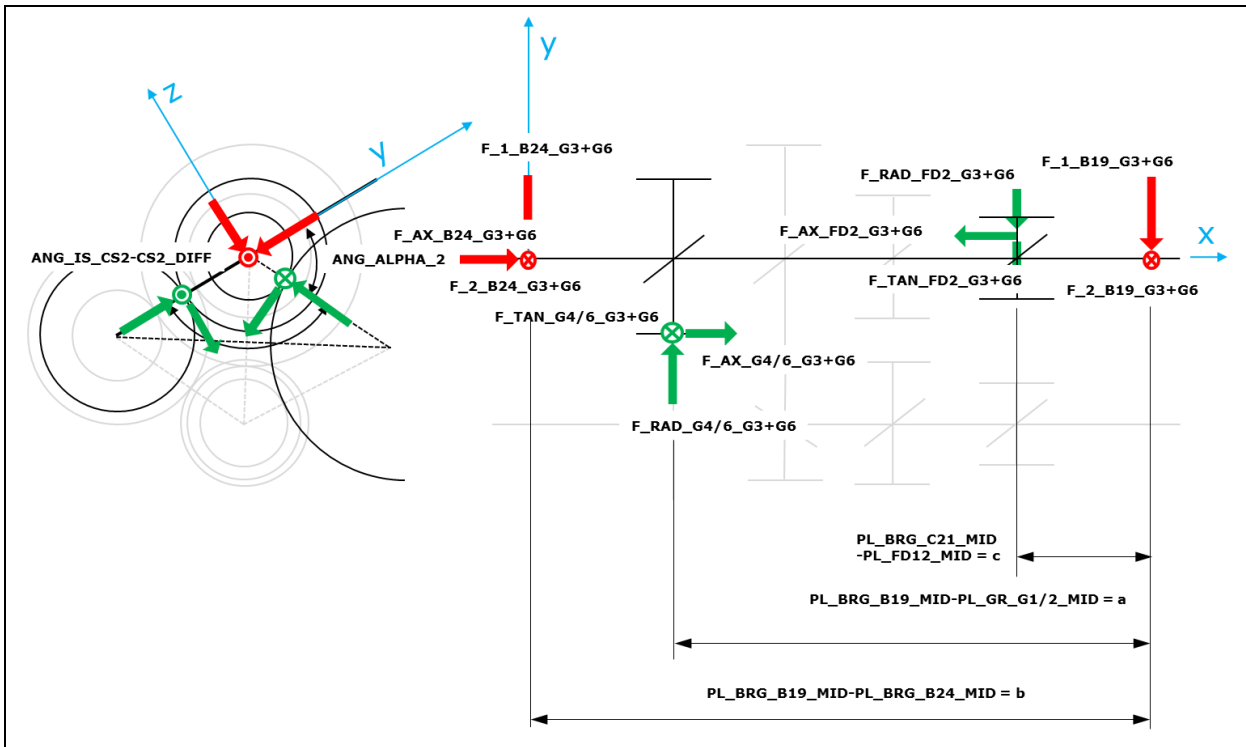 z
y
y
F_1_B24_G3+G6
F_RAD_FD2_G3+G6
F_1_B19_G3+G6
F_AX_B24_G3+G6
F_AX_FD2_G3+G6
x
ANG_IS_CS2-CS2_DIFF
ANG_ALPHA_2
F_2_B24_G3+G6
F_TAN_FD2_G3+G6
F_2_B19_G3+G6
F_TAN_G4/6_G3+G6
F_AX_G4/6_G3+G6
F_RAD_G4/6_G3+G6
PL_BRG_C21_MID
-PL_FD12_MID = c
PL_BRG_B19_MID-PL_GR_G1/2_MID = a
PL_BRG_B19_MID-PL_BRG_B24_MID = b